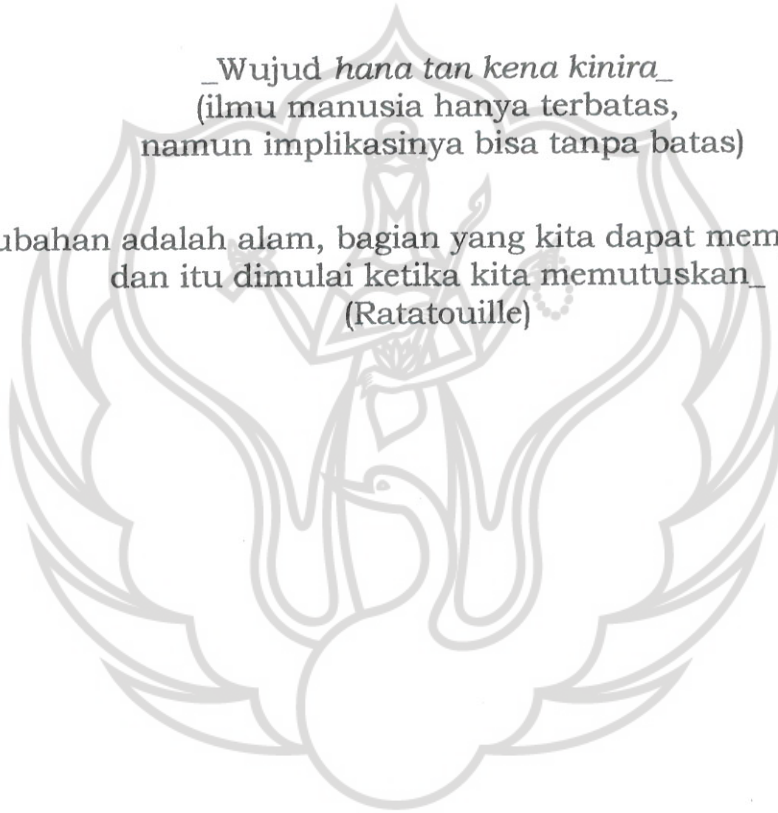 _Wujud hana tan kena kinira_
(ilmu manusia hanya terbatas,
namun implikasinya bisa tanpa batas)
ubahan adalah alam, bagian yang kita dapat mem
dan itu dimulai ketika kita memutuskan_
(Ratatouille)